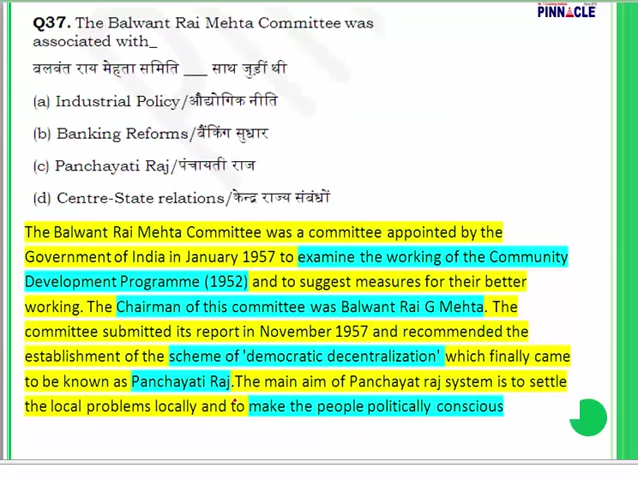 PINNACLE
Q37. The Balwant Rai Mehta Committee was
associated with_
बलवंत राय मेहता समिति ___ साथ जुड़ीं थी
(a) Industrial Policy/औद्योगिक नीति
(b) Banking Reforms/बैंकिंग सुधार
(c) Panchayati Raj/पंचायती राज
(d) Centre-State relations/केन्द्र राज्य संबंधों
The Balwant Rai Mehta Committee was a committee appointed by the
Government of India in January 1957 to examine the working of the Community
Development Programme (1952) and to suggest measures for their better
working. The Chairman of this committee was Balwant Rai G Mehta. The
committee submitted its report in November 1957 and recommended the
establishment of the scheme of 'democratic decentralization' which finally came
to be known as Panchayati Raj.The main aim of Panchayat raj system is to settle
the local problems locally and to make the people politically conscious